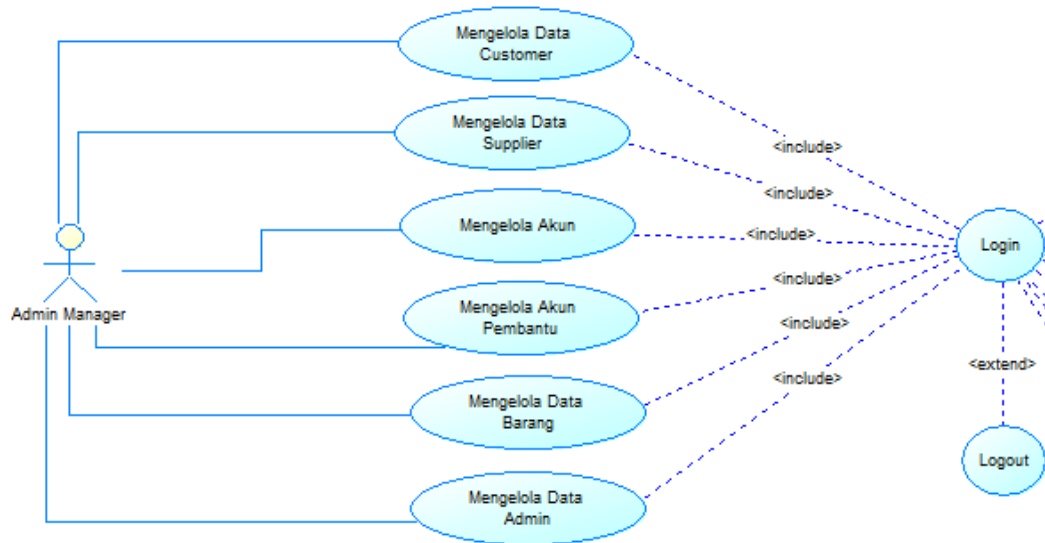 Mengelola Data
Customer
Mengelola Data
Supplier
<include>
<include>
Mengelola Akun
<include>
Login
<include>
Admin Manager
Mengelola Akun
Pembantu
<include>
<extend>
<include>
Mengelola Data
Barang
Logout
Mengelola Data
Admin